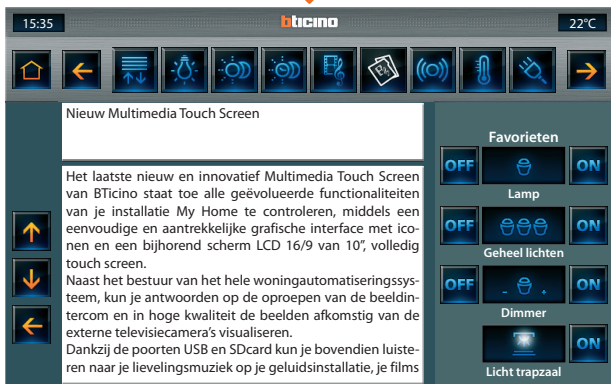 15:35
bticino
22°C
Nieuw Multimedia Touch Screen
Het laatste nieuw en innovatief Multimedia Touch Screen
van BTicino staat toe alle geëvolueerde functionaliteiten
van je installatie My Home te controleren, middels een
eenvoudige en aantrekkelijke grafische interface met ico-
nen en een bijhorend scherm LCD 16/9 van 10”, volledig
touch screen.
Naast het bestuur van het hele woningautomatiseringssys-
teem, kun je antwoorden op de oproepen van de beeldin-
tercom en in hoge kwaliteit de beelden afkomstig van de
externe televisiecamera’s visualiseren.
Dankzij de poorten USB en SDcard kun je bovendien luiste-
ren naar je lievelingsmuziek op je geluidsinstallatie, je films
Favorieten
OFF
ON
Lamp
OFF
ON
Geheel lichten
OFF
- +
ON
Dimmer
ON
Licht trapzaal